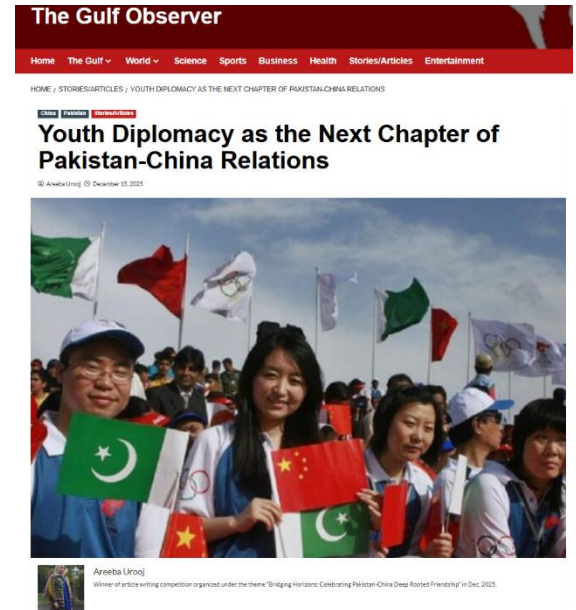 The Gulf Observer
Home The Gulf World Science Sports Business Health Stories/Articles Entertainment
HOME / STORIES/ARTICLES / YOUTH DIPLOMACY AS THE NEXT CHAPTER OF PAKISTAN-CHINA RELATIONS
China Pakistan Stories/Articles
Youth Diplomacy as the Next Chapter of
Pakistan-China Relations
Areeba Urooj December 15, 2025
Areeba Urooj
Winner of article writing competition organized under the theme "Bridging Horizons: Celebrating Pakistan-China Deep Rooted Friendship" in Dec, 2025.